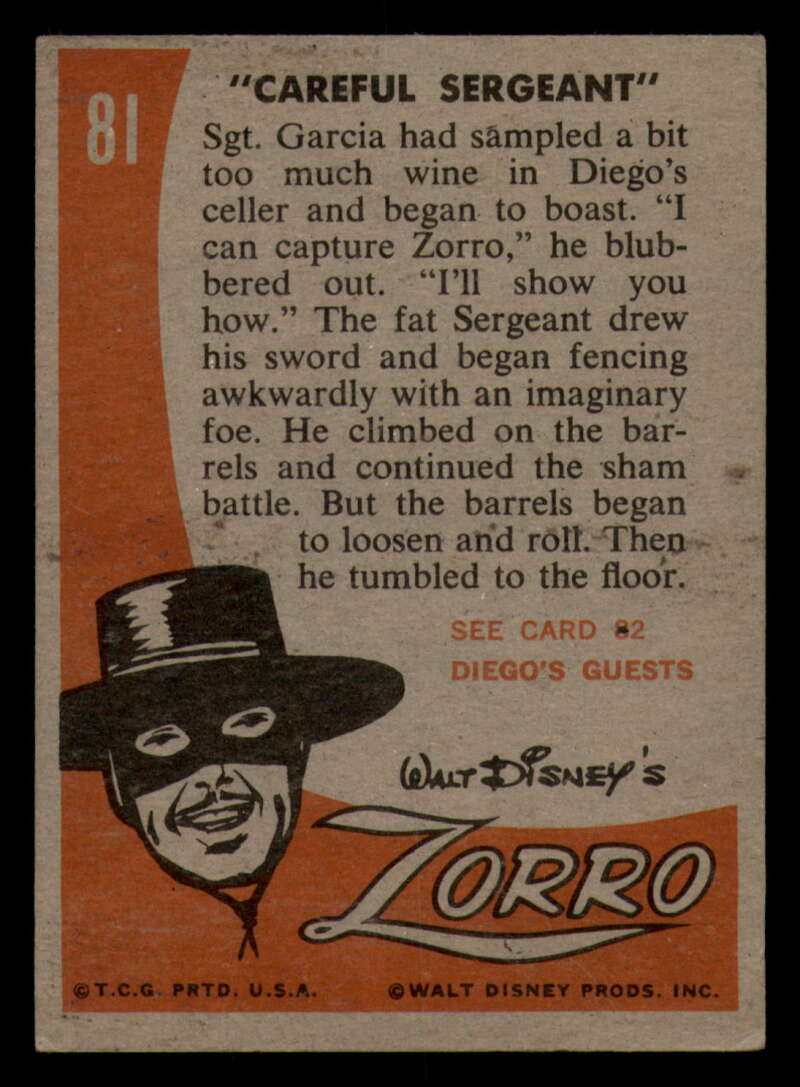 81
"CAREFUL SERGEANT"
Sgt. Garcia had sampled a bit
too much wine in Diego's
celler and began to boast. "I
can capture Zorro," he blub-
bered out. "I'll show you
how." The fat Sergeant drew
his sword and began fencing
awkwardly with an imaginary
foe. He climbed on the bar-
rels and continued the sham
battle. But the barrels began
to loosen and roll. Then
he tumbled to the floor.
SEE CARD 82
DIEGO'S GUESTS
WALT DISNEY'S
ZORRO
©T.C.G. PRTD. U.S.A.
©WALT DISNEY PRODS. INC.